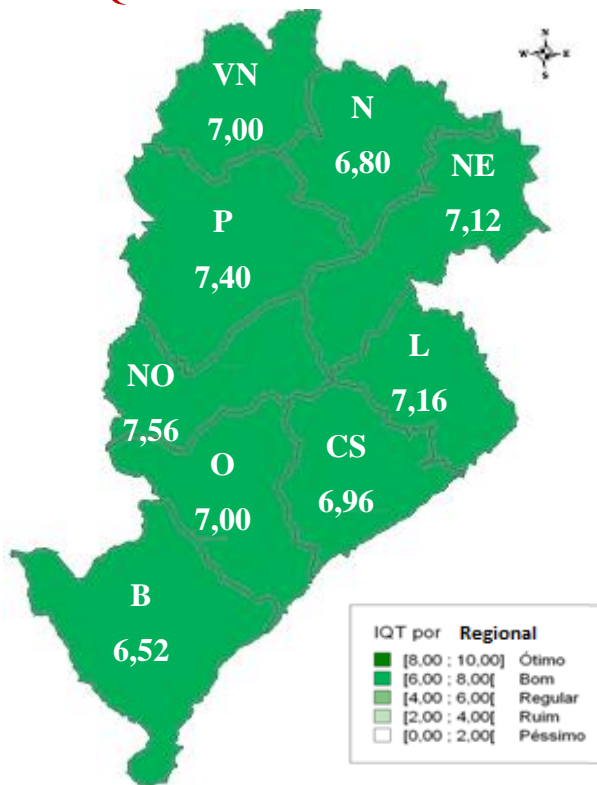 N
W E
S
VN
7,00
N
6,80
NE
7,12
P
7,40
L
7,16
NO
7,56
CS
6,96
O
7,00
B
6,52
IQT por Regional
[8,00 ; 10,00] Ótimo
[6,00 ; 8,00[ Bom
[4,00 ; 6,00[ Regular
[2,00 ; 4,00[ Ruim
[0,00 ; 2,00[ Péssimo